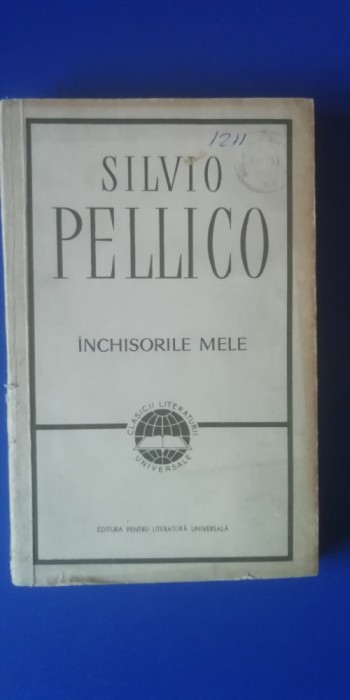 1211
SILVIO
PELLICO
ÎNCHISORILE MELE
CLASICII LITERATURII
UNIVERSALE
EDITURA PENTRU LITERATURĂ UNIVERSALĂ